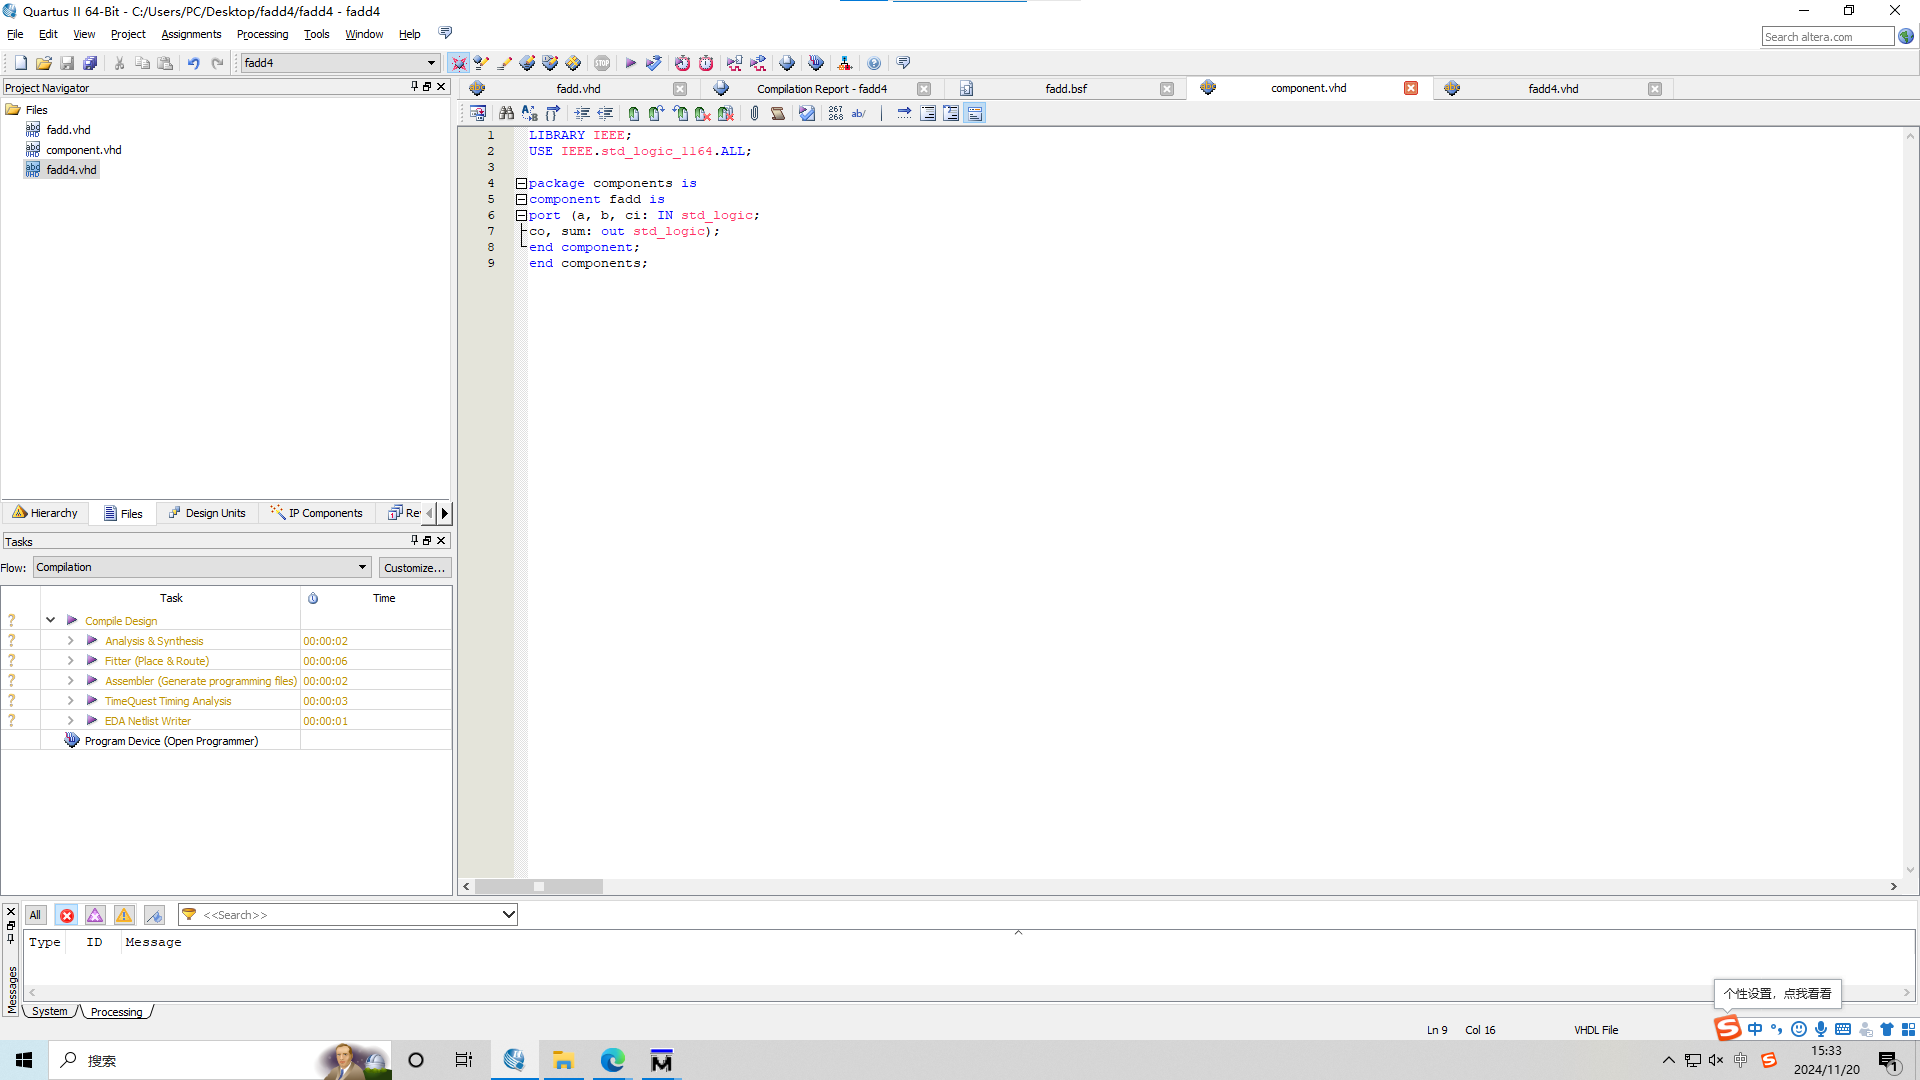 Quartus II 64-Bit - C:/Users/PC/Desktop/fadd4/fadd4 - fadd4
File Edit View Project Assignments Processing Tools Window Help
Search altera.com
fadd4
STOP
Project Navigator
fadd.vhd
Compilation Report - fadd4
fadd.bsf
component.vhd
fadd4.vhd
Files
fadd.vhd
component.vhd
fadd4.vhd
267
268
ab/
1 LIBRARY IEEE;
2 USE IEEE.std_logic_1164.ALL;
3
4 package components is
5 component fadd is
6 port (a, b, ci: IN std_logic;
7 co, sum: out std_logic);
8 end component;
9 end components;
Hierarchy Files Design Units IP Components Re
Tasks
Flow: Compilation Customize...
Task Time
Compile Design
Analysis & Synthesis 00:00:02
Fitter (Place & Route) 00:00:06
Assembler (Generate programming files) 00:00:02
TimeQuest Timing Analysis 00:00:03
EDA Netlist Writer 00:00:01
Program Device (Open Programmer)
All <<Search>>
Type ID Message
Messages
System Processing
个性设置，点我看看
Ln 9 Col 16 VHDL File
中
搜索
中
15:33
2024/11/20
1